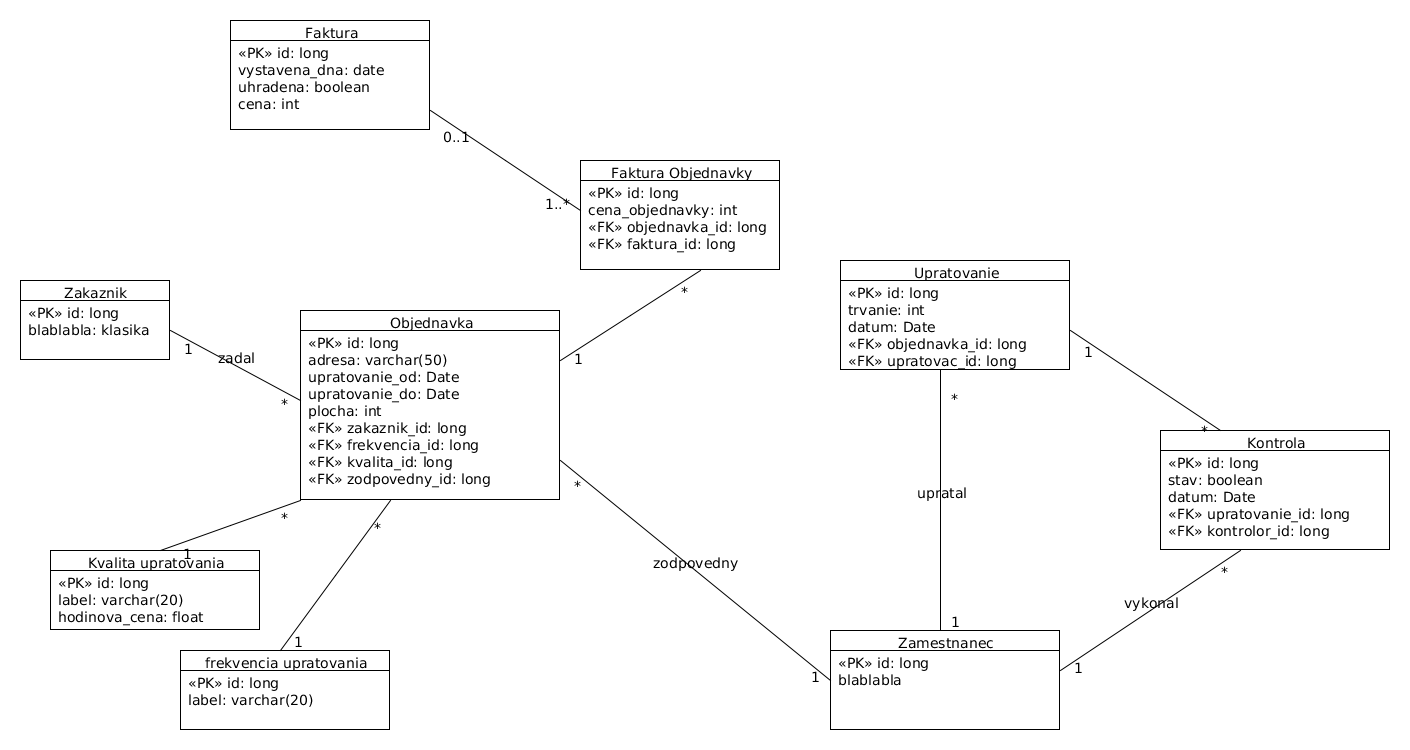 Faktura
«PK» id: long
vystavena_dna: date
uhradena: boolean
cena: int
0..1
1..*
Faktura Objednavky
«PK» id: long
cena_objednavky: int
«FK» objednavka_id: long
«FK» faktura_id: long
*
1
Zakaznik
«PK» id: long
blablabla: klasika
1
zadal
*
Objednavka
«PK» id: long
adresa: varchar(50)
upratovanie_od: Date
upratovanie_do: Date
plocha: int
«FK» zakaznik_id: long
«FK» frekvencia_id: long
«FK» kvalita_id: long
«FK» zodpovedny_id: long
Upratovanie
«PK» id: long
trvanie: int
datum: Date
«FK» objednavka_id: long
«FK» upratovac_id: long
1
*
Kontrola
«PK» id: long
stav: boolean
datum: Date
«FK» upratovanie_id: long
«FK» kontrolor_id: long
*
upratal
1
*
vykonal
1
*
zodpovedny
1
*
1
Kvalita upratovania
«PK» id: long
label: varchar(20)
hodinova_cena: float
*
1
frekvencia upratovania
«PK» id: long
label: varchar(20)
Zamestnanec
«PK» id: long
blablabla